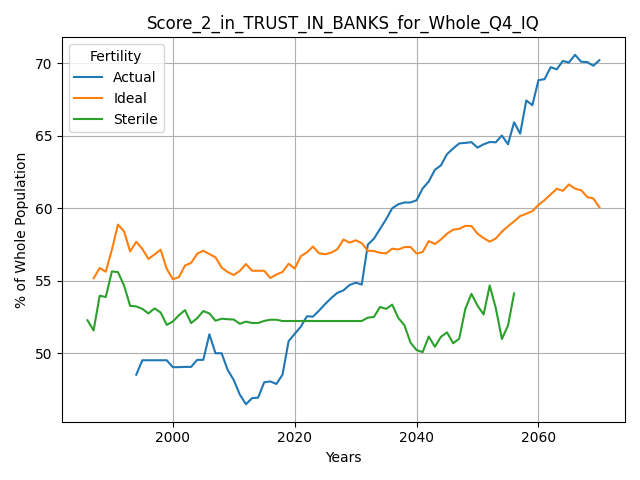 Score_2_in_TRUST_IN_BANKS_for_Whole_Q4_IQ
Fertility
Actual
Ideal
Sterile
% of Whole Population
70
65
60
55
50
2000
2020
2040
2060
Years